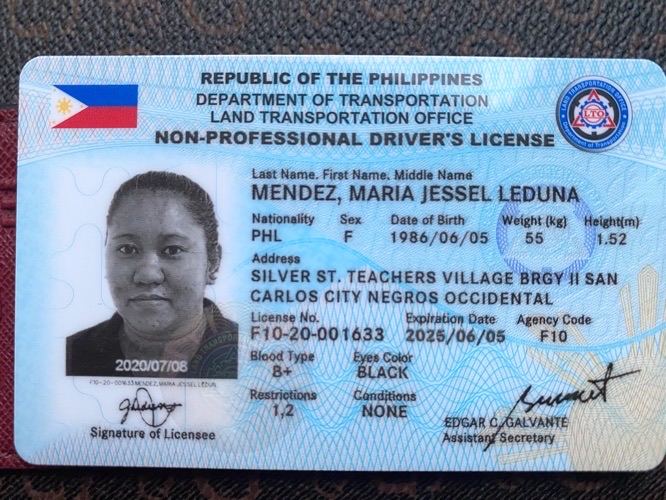 REPUBLIC OF THE PHILIPPINES
DEPARTMENT OF TRANSPORTATION
LAND TRANSPORTATION OFFICE
NON-PROFESSIONAL DRIVER'S LICENSE
LAND TRANSPORTATION OFFICE
LTO
Department of Transportation
Last Name. First Name. Middle Name
MENDEZ, MARIA JESSEL LEDUNA
Nationality Sex Date of Birth Weight (kg) Height(m)
PHL F 1986/06/05 55 1.52
Address
SILVER ST. TEACHERS VILLAGE BRGY II SAN
CARLOS CITY NEGROS OCCIDENTAL
License No. Expiration Date Agency Code
F10-20-001633 2025/06/05 F10
Blood Type Eyes Color
B+ BLACK
Restrictions Conditions
1,2 NONE
2020/07/08
F10-20-001633 MENDEZ, MARIA JESSEL LEDUN
Signature of Licensee
EDGAR C. GALVANTE
Assistant Secretary